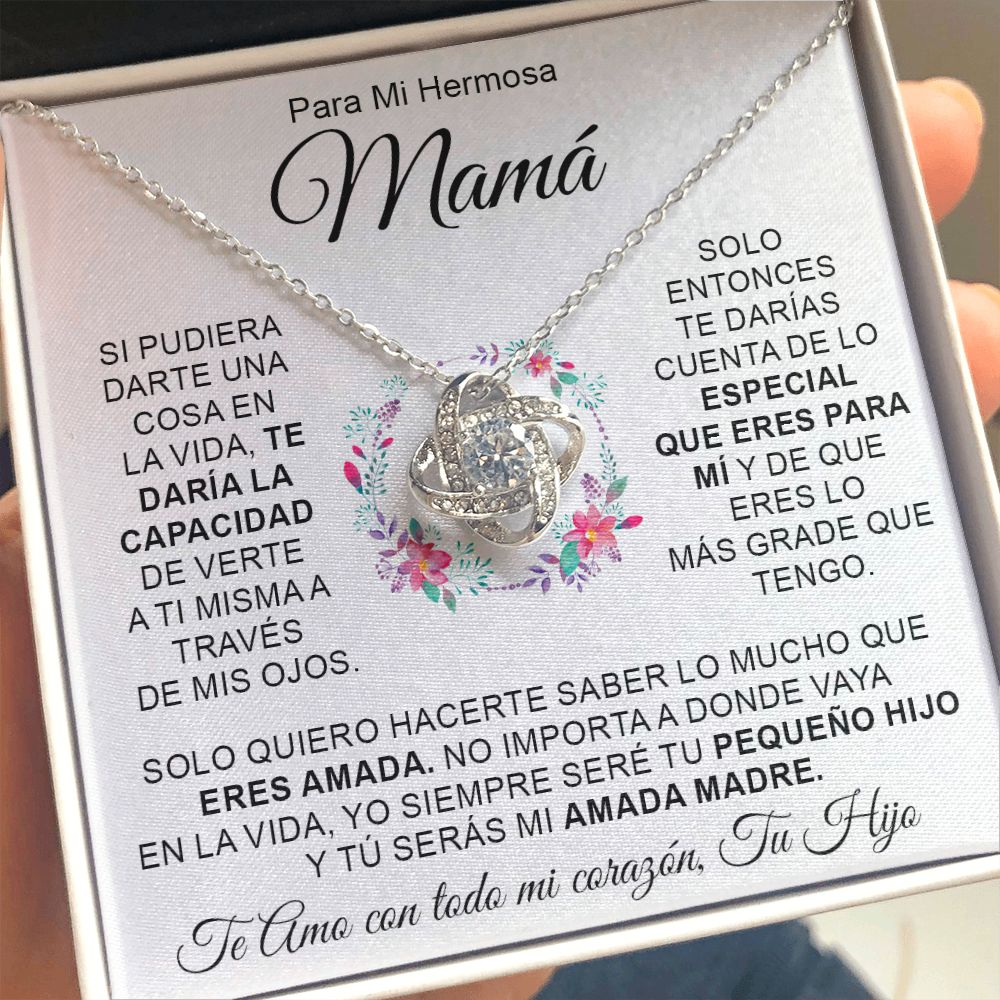 Para Mi Hermosa
Mamá
SI PUDIERA
DARTE UNA
COSA EN
LA VIDA, TE
DARÍA LA
CAPACIDAD
DE VERTE
A TI MISMA A
TRAVÉS
DE MIS OJOS.
SOLO
ENTONCES
TE DARÍAS
CUENTA DE LO
ESPECIAL
QUE ERES PARA
MÍ Y DE QUE
ERES LO
MÁS GRADE QUE
TENGO.
SOLO QUIERO HACERTE SABER LO MUCHO QUE
ERES AMADA. NO IMPORTA A DONDE VAYA
EN LA VIDA, YO SIEMPRE SERÉ TU PEQUEÑO HIJO
Y TÚ SERÁS MI AMADA MADRE.
Te Amo con todo mi corazón, Tu Hijo